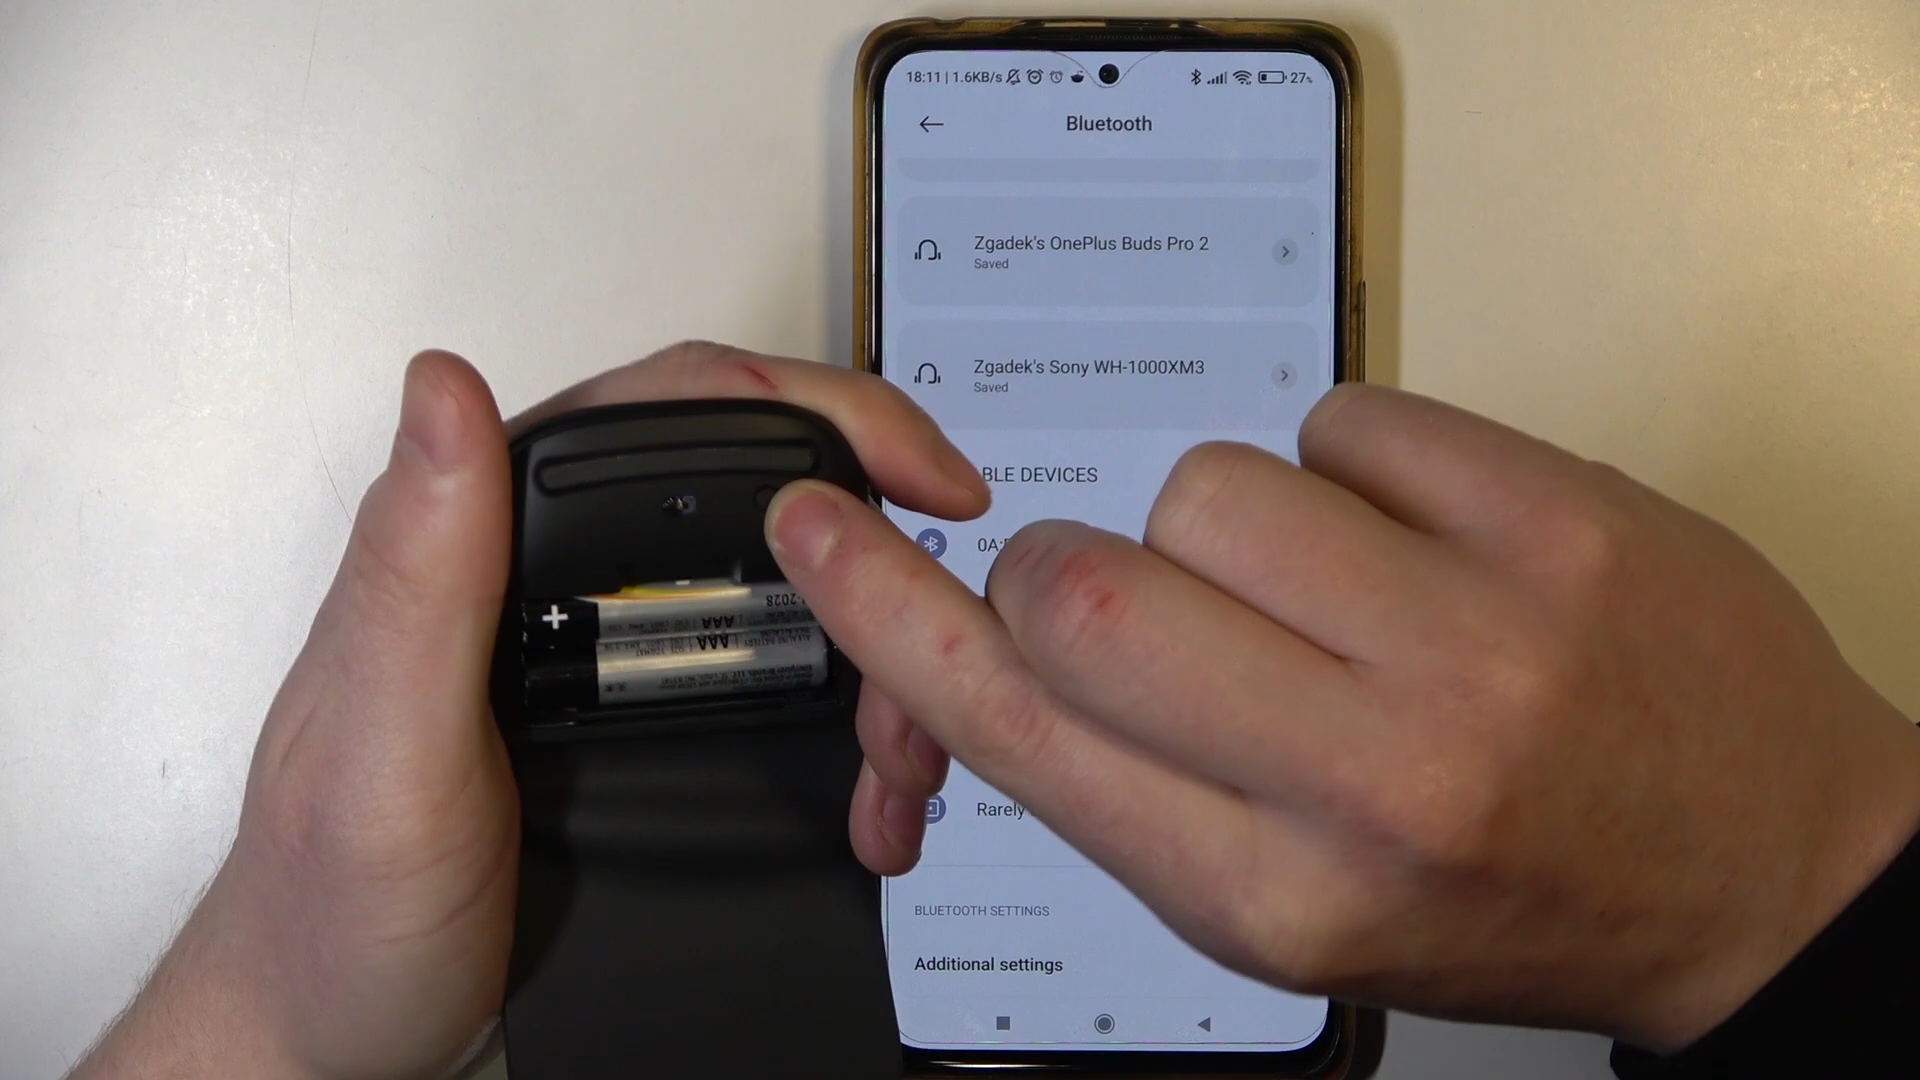 18:11 | 1.6KB/s
27%
Bluetooth
Zgadek's OnePlus Buds Pro 2
Saved
Zgadek's Sony WH-1000XM3
Saved
BLE DEVICES
0A:
Rarely
BLUETOOTH SETTINGS
Additional settings
-
-2028
+
AAA
AAA